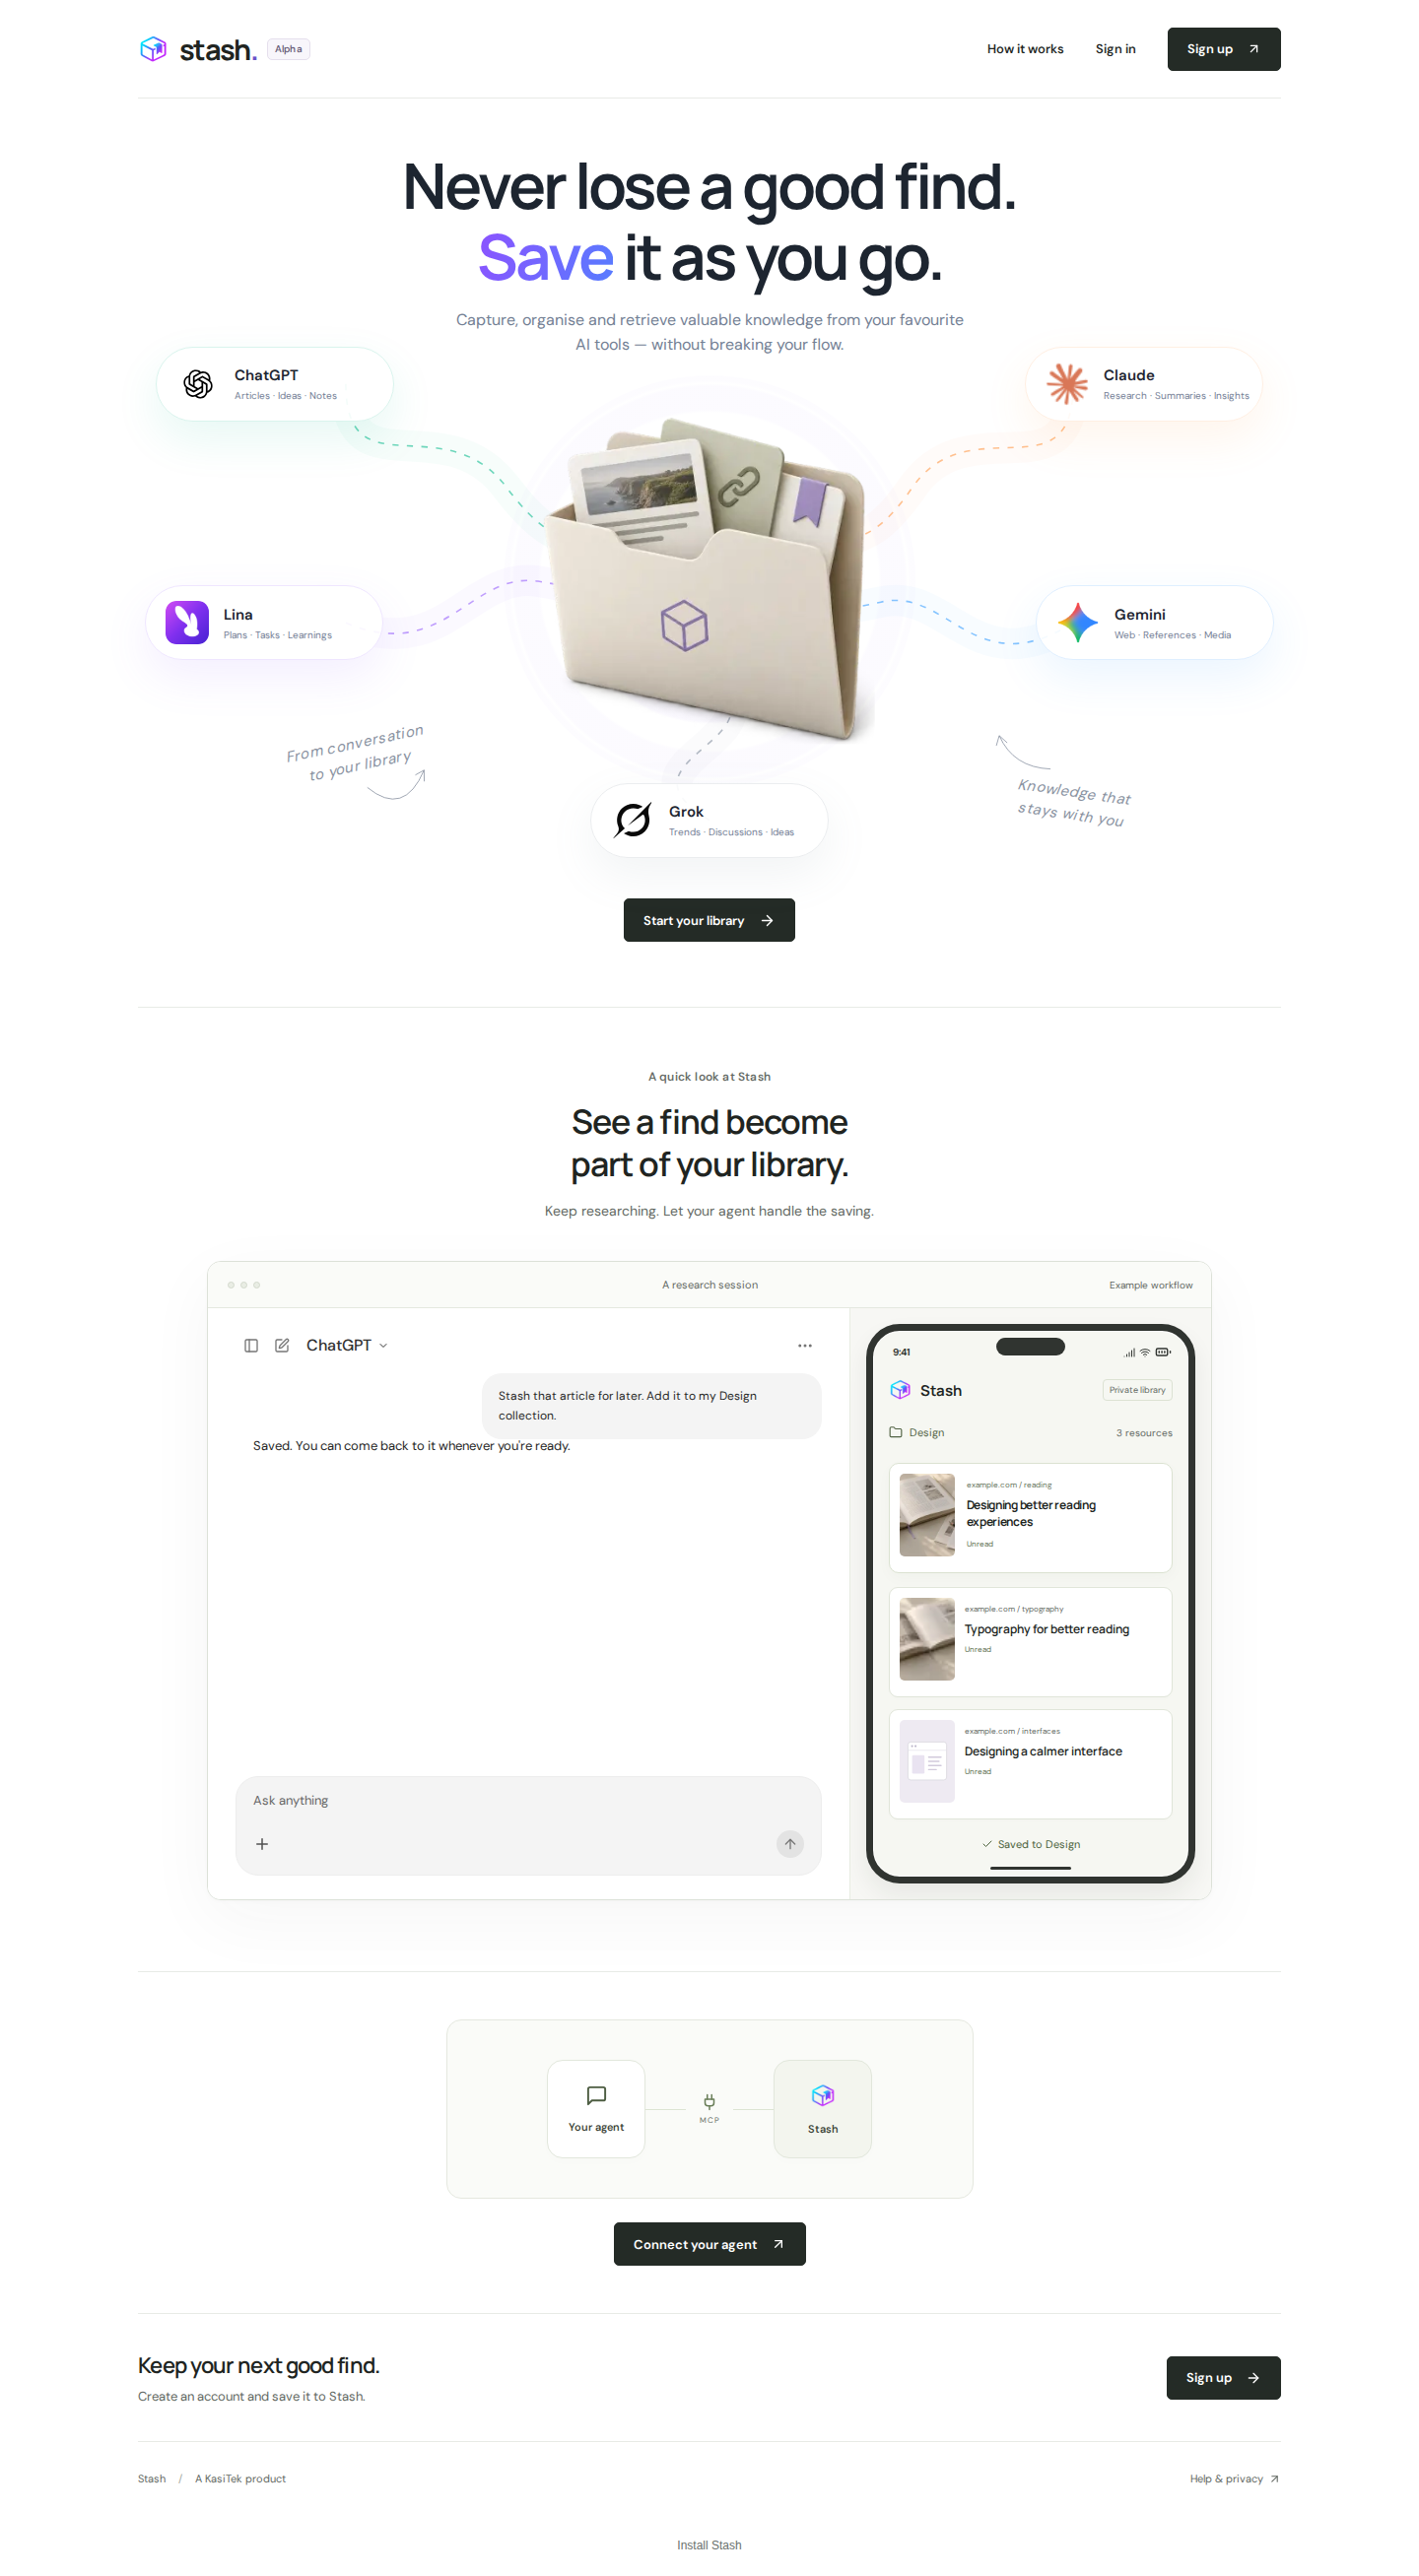 stash.
Alpha
How it works
Sign in
Sign up
Never lose a good find.
Save it as you go.
Capture, organise and retrieve valuable knowledge from your favourite
AI tools — without breaking your flow.
ChatGPT
Articles · Ideas · Notes
Claude
Research · Summaries · Insights
Lina
Plans · Tasks · Learnings
Gemini
Web · References · Media
From conversation
to your library
Knowledge that
stays with you
Grok
Trends · Discussions · Ideas
Start your library
A quick look at Stash
See a find become
part of your library.
Keep researching. Let your agent handle the saving.
A research session
Example workflow
ChatGPT
Stash that article for later. Add it to my Design
collection.
Saved. You can come back to it whenever you're ready.
Ask anything
9:41
Stash
Private library
Design
3 resources
example.com / reading
Designing better reading
experiences
Unread
example.com / typography
Typography for better reading
Unread
example.com / interfaces
Designing a calmer interface
Unread
Saved to Design
Your agent
MCP
Stash
Connect your agent
Keep your next good find.
Create an account and save it to Stash.
Sign up
Stash / A KasiTek product
Help & privacy
Install Stash